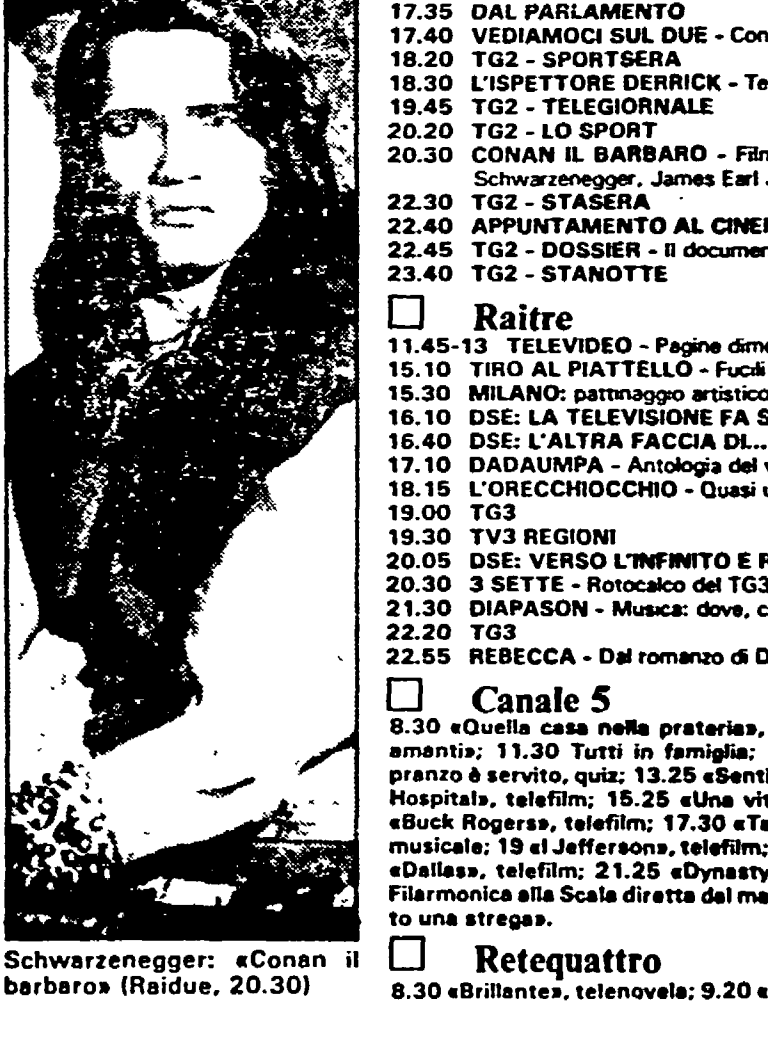 Schwarzenegger: «Conan il
barbaro» (Raidue, 20.30)
17.35 DAL PARLAMENTO
17.40 VEDIAMOCI SUL DUE - Con
18.20 TG2 - SPORTSERA
18.30 L'ISPETTORE DERRICK - Te
19.45 TG2 - TELEGIORNALE
20.20 TG2 - LO SPORT
20.30 CONAN IL BARBARO - Film
Schwarzenegger, James Earl
22.30 TG2 - STASERA
22.40 APPUNTAMENTO AL CINE
22.45 TG2 - DOSSIER - Il documen
23.40 TG2 - STANOTTE
Raitre
11.45-13 TELEVIDEO - Pagine dimo
15.10 TIRO AL PIATTELLO - Fucili
15.30 MILANO: pattinaggio artistico
16.10 DSE: LA TELEVISIONE FA S
16.40 DSE: L'ALTRA FACCIA DI...
17.10 DADAUMPA - Antologia del v
18.15 L'ORECCHIOCCHIO - Quasi u
19.00 TG3
19.30 TV3 REGIONI
20.05 DSE: VERSO L'INFINITO E R
20.30 3 SETTE - Rotocalco del TG3
21.30 DIAPASON - Musica: dove, c
22.20 TG3
22.55 REBECCA - Dal romanzo di D
Canale 5
8.30 «Quella casa nella prateria»,
amanti»; 11.30 Tutti in famiglia;
pranzo è servito, quiz; 13.25 «Senti
Hospital», telefilm; 15.25 «Una vit
«Buck Rogers», telefilm; 17.30 «Ta
musicale; 19 «I Jefferson», telefilm;
«Dallas», telefilm; 21.25 «Dynasty
Filarmonica alla Scala diretta dal ma
to una strega».
Retequattro
8.30 «Brillante», telenovela; 9.20 «